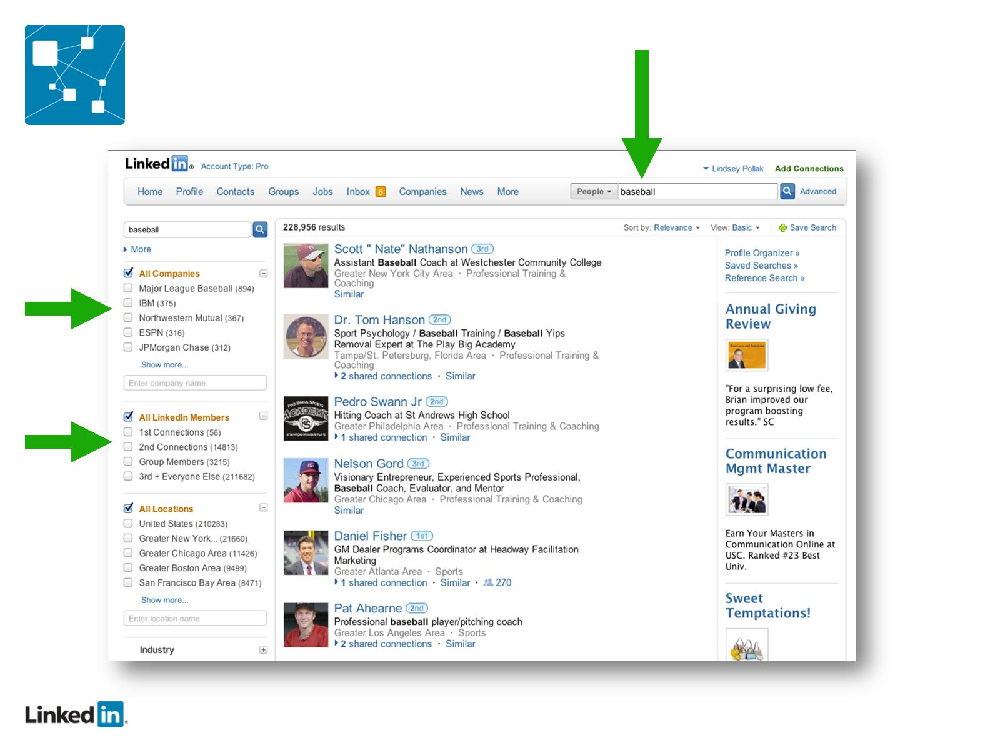 Linked in
Account Type: Pro
Lindsey Pollak
Add Connections
Home Profile Contacts Groups Jobs Inbox 8 Companies News More
People baseball Advanced
baseball
More
All Companies
Major League Baseball (894)
IBM (375)
Northwestern Mutual (367)
ESPN (316)
JPMorgan Chase (312)
Show more...
Enter company name
All LinkedIn Members
1st Connections (56)
2nd Connections (14813)
Group Members (3215)
3rd + Everyone Else (211682)
All Locations
United States (210283)
Greater New York... (21660)
Greater Chicago Area (11426)
Greater Boston Area (9499)
San Francisco Bay Area (8471)
Show more...
Enter location name
Industry
228,956 results
Sort by: Relevance View: Basic Save Search
Scott " Nate" Nathanson 3rd
Assistant Baseball Coach at Westchester Community College
Greater New York City Area · Professional Training &
Coaching
Similar
Dr. Tom Hanson 2nd
Sport Psychology / Baseball Training / Baseball Yips
Removal Expert at The Play Big Academy
Tampa/St. Petersburg, Florida Area · Professional Training &
Coaching
2 shared connections · Similar
PRO SWING SPORTS
ACADEMY
PS
Pedro Swann Jr 2nd
Hitting Coach at St Andrews High School
Greater Philadelphia Area · Professional Training & Coaching
1 shared connection · Similar
Nelson Gord 3rd
Visionary Entrepreneur, Experienced Sports Professional,
Baseball Coach, Evaluator, and Mentor
Greater Chicago Area · Professional Training & Coaching
Similar
Daniel Fisher 1st
GM Dealer Programs Coordinator at Headway Facilitation
Marketing
Greater Atlanta Area · Sports
1 shared connection · Similar · 270
Pat Ahearne 2nd
Professional baseball player/pitching coach
Greater Los Angeles Area · Sports
2 shared connections · Similar
Profile Organizer »
Saved Searches »
Reference Search »
Annual Giving
Review
"For a surprising low fee,
Brian improved our
program boosting
results." SC
Communication
Mgmt Master
Earn Your Masters in
Communication Online at
USC. Ranked #23 Best
Univ.
Sweet
Temptations!
Linked in